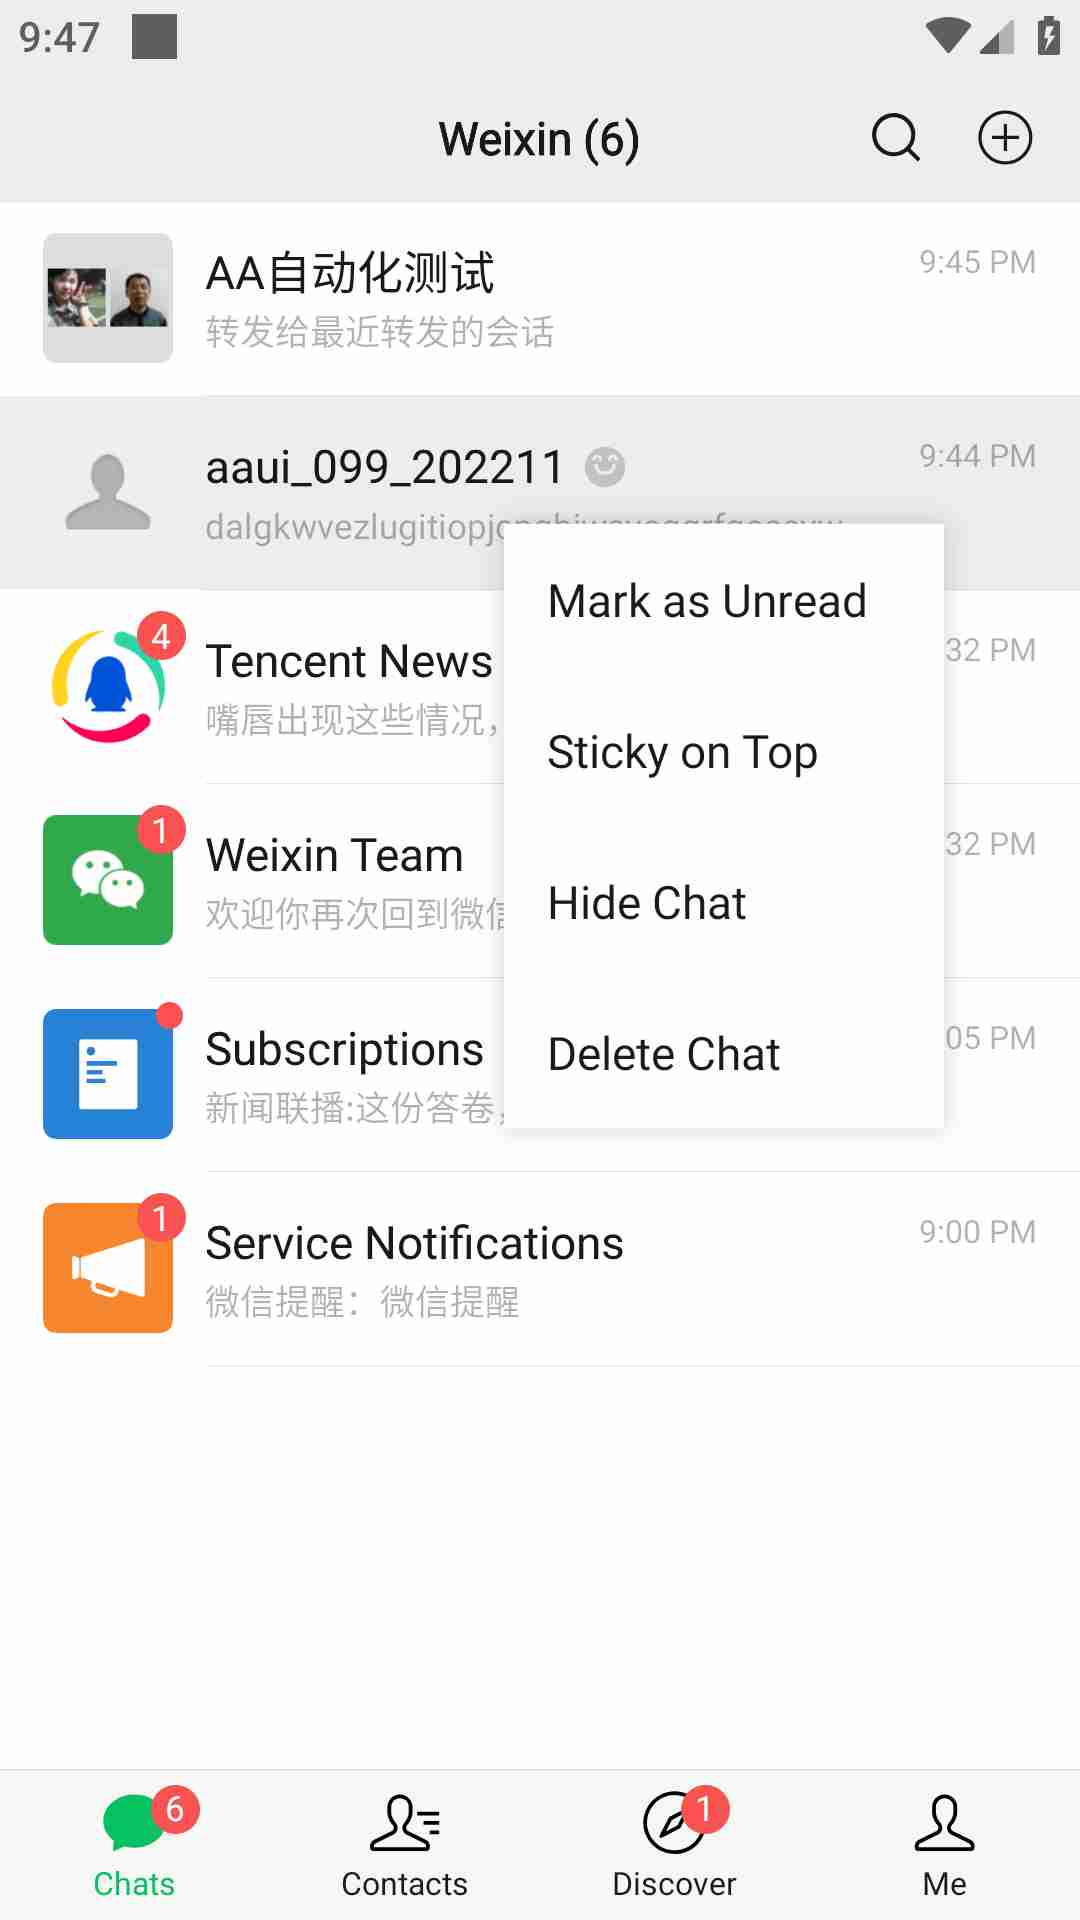 9:47
Weixin (6)
AA自动化测试
9:45 PM
转发给最近转发的会话
aaui_099_202211
9:44 PM
Mark as Unread
Tencent News
4
32 PM
嘴唇出现这些情况，
Sticky on Top
Weixin Team
1
32 PM
欢迎你再次回到微信
Hide Chat
Subscriptions
05 PM
新闻联播:这份答卷，
Delete Chat
Service Notifications
1
9:00 PM
微信提醒：微信提醒
6
1
Chats
Contacts
Discover
Me